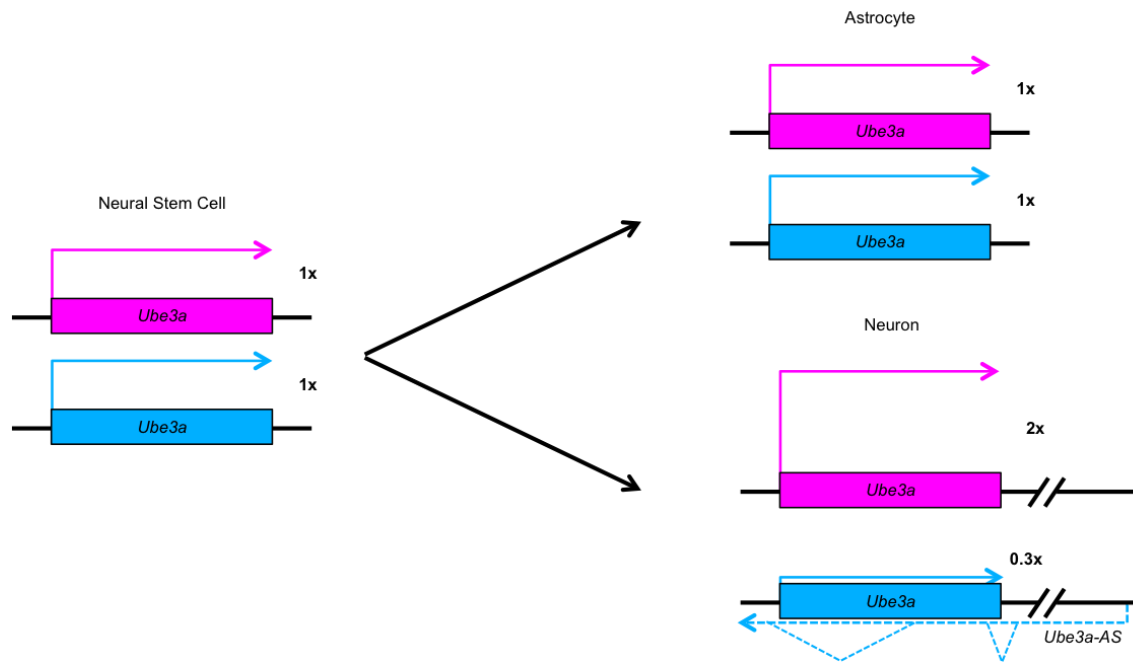 Neural Stem Cell
1x
Ube3a
1x
Ube3a
Astrocyte
1x
Ube3a
1x
Ube3a
Neuron
2x
Ube3a
0.3x
Ube3a
Ube3a-AS